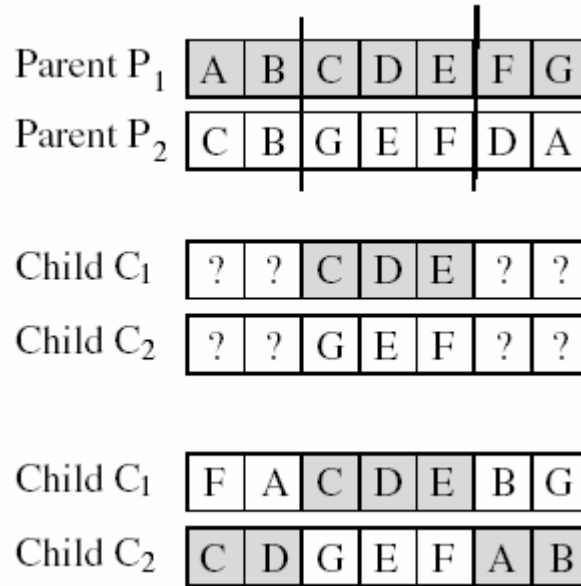 Parent P1 A B C D E F G
Parent P2 C B G E F D A
Child C1 ? ? C D E ? ?
Child C2 ? ? G E F ? ?
Child C1 F A C D E B G
Child C2 C D G E F A B